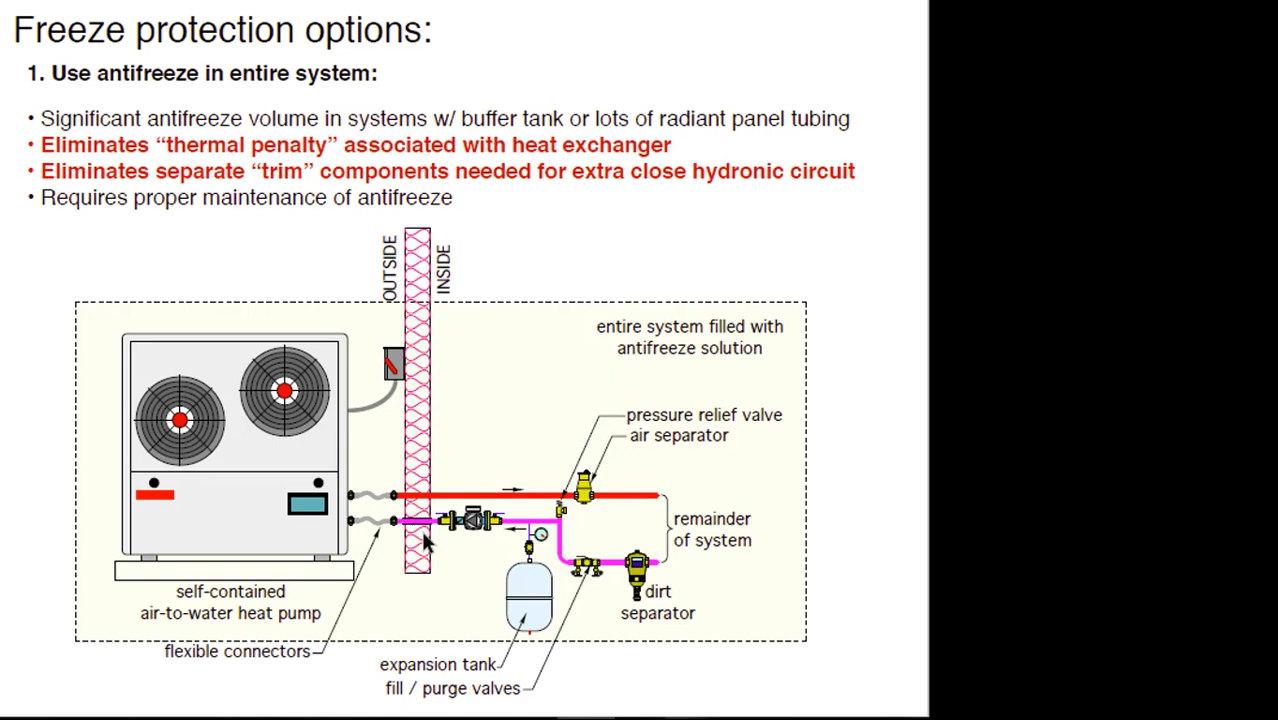 Freeze protection options:
1. Use antifreeze in entire system:
• Significant antifreeze volume in systems w/ buffer tank or lots of radiant panel tubing
• Eliminates “thermal penalty” associated with heat exchanger
• Eliminates separate “trim” components needed for extra close hydronic circuit
• Requires proper maintenance of antifreeze
OUTSIDE
INSIDE
entire system filled with
antifreeze solution
pressure relief valve
air separator
remainder
of system
self-contained
air-to-water heat pump
dirt
separator
flexible connectors
expansion tank
fill / purge valves